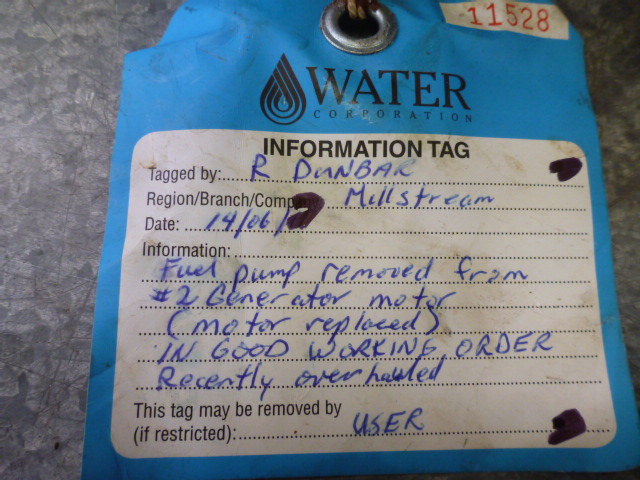 11528
WATER
CORPORATION
INFORMATION TAG
Tagged by: R DUNBAR
Region/Branch/Comp Millstream
Date: 14/06/
Information:
Fuel pump removed from
#2 Generator motor
(motor replaced)
IN GOOD WORKING ORDER
Recently overhauled
This tag may be removed by
(if restricted): USER